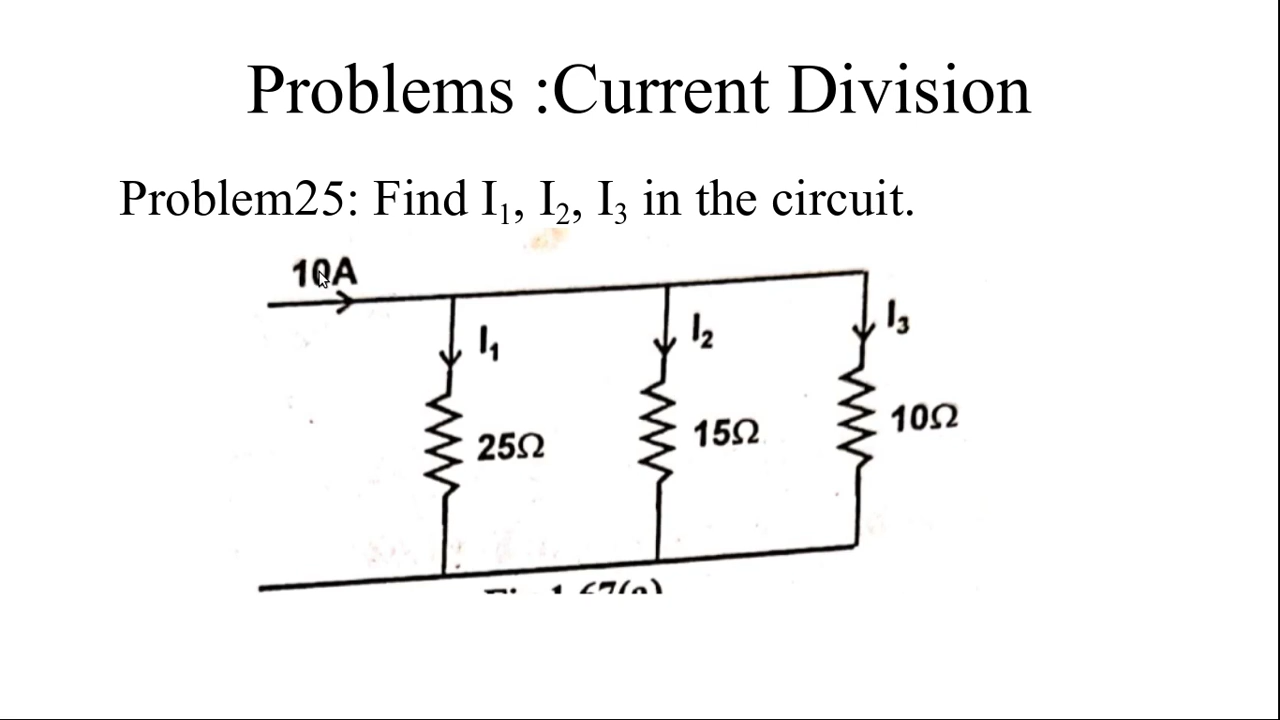 Problems :Current Division
Problem25: Find I₁, I₂, I₃ in the circuit.
10A
I₁
I₂
I₃
25Ω
15Ω
10Ω